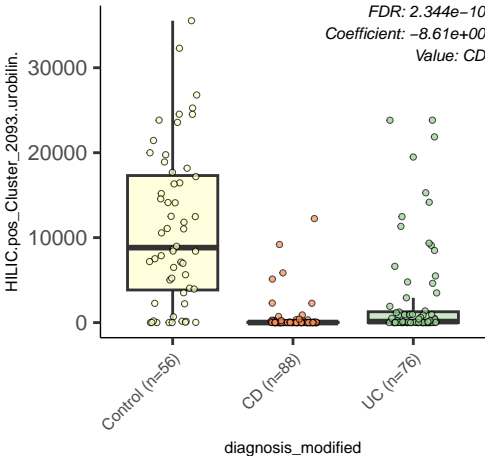 FDR: 2.344e−10
Coefficient: −8.61e+00
Value: CD
HILIC.pos_Cluster_2093..urobilin.
30000
20000
10000
0
Control (n=56)
CD (n=88)
UC (n=76)
diagnosis_modified